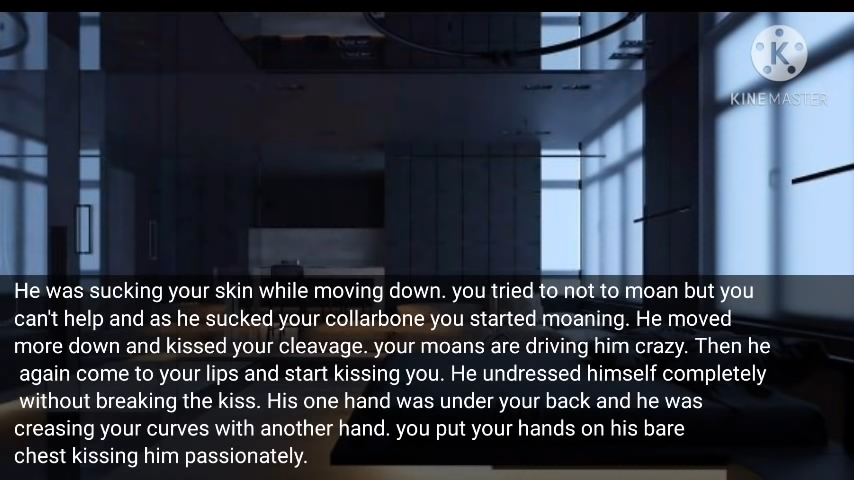 KINEMASTER
He was sucking your skin while moving down. you tried to not to moan but you
can't help and as he sucked your collarbone you started moaning. He moved
more down and kissed your cleavage. your moans are driving him crazy. Then he
again come to your lips and start kissing you. He undressed himself completely
without breaking the kiss. His one hand was under your back and he was
creasing your curves with another hand. you put your hands on his bare
chest kissing him passionately.